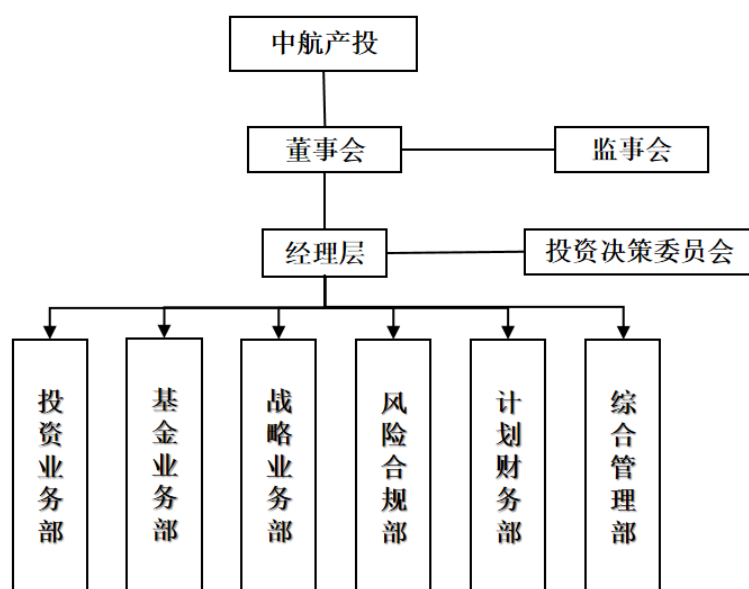 中航产投
董事会
监事会
经理层
投资决策委员会
投资业务部
基金业务部
战略业务部
风险合规部
计划财务部
综合管理部